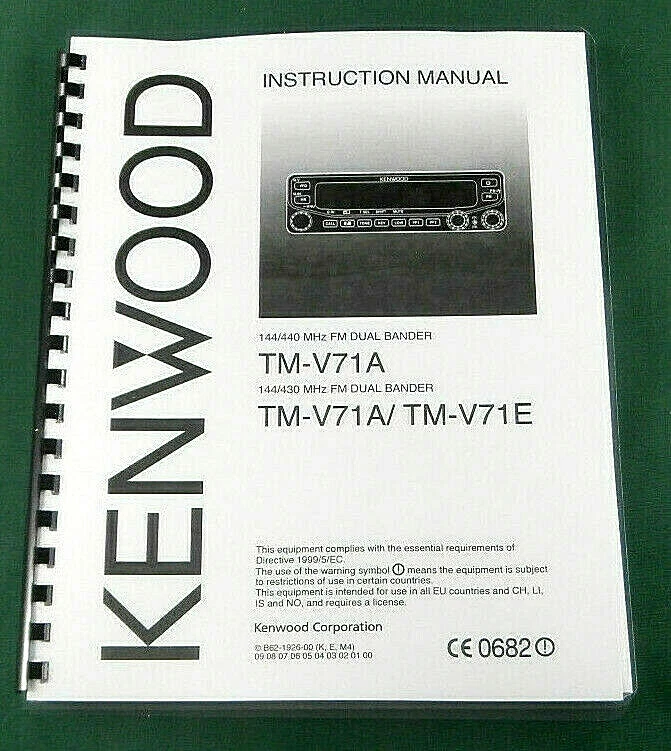 KENWOOD
INSTRUCTION MANUAL
KENWOOD
144/440 MHz FM DUAL BANDER
TM-V71A
144/430 MHz FM DUAL BANDER
TM-V71A/ TM-V71E
This equipment complies with the essential requirements of
Directive 1999/5/EC.
The use of the warning symbol means the equipment is subject
to restrictions of use in certain countries.
This equipment is intended for use in all EU countries and CH, LI,
IS and NO, and requires a license.
Kenwood Corporation
© B62-1926-00 (K, E, M4)
09 08 07 06 05 04 03 02 01 00
CE 0682